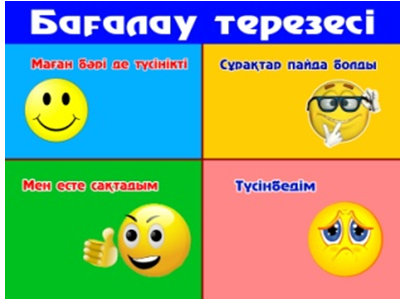 Бағалау терезесі
Маған бәрі де түсінікті
Сұрақтар пайда болды
Мен есте сақтадым
Түсінбедім